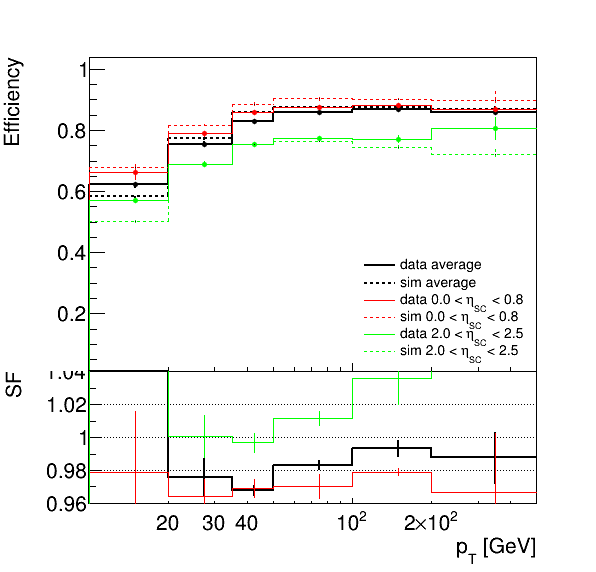 Efficiency
1
0.8
0.6
0.4
0.2
data average
sim average
data 0.0 < η_SC < 0.8
sim 0.0 < η_SC < 0.8
data 2.0 < η_SC < 2.5
sim 2.0 < η_SC < 2.5
SF
1.04
1.02
1
0.98
0.96
20 30 40 10² 2×10²
p_T [GeV]